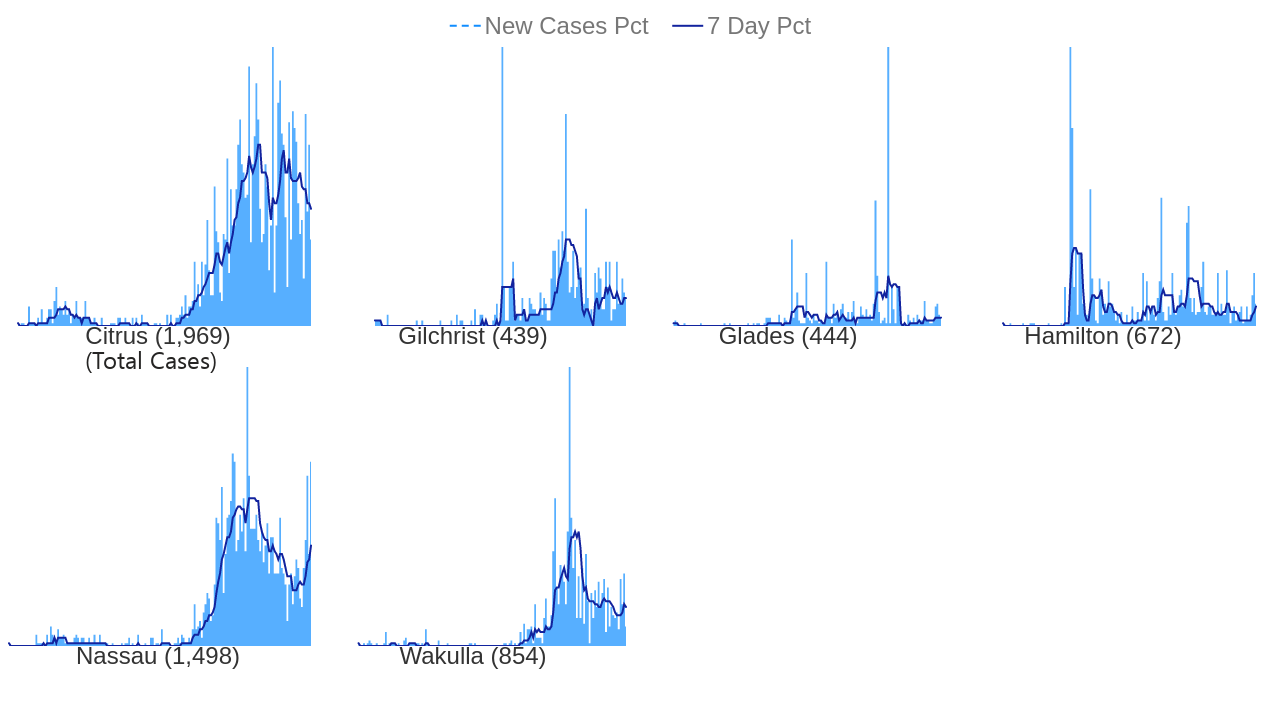 New Cases Pct 7 Day Pct
Citrus (1,969)
(Total Cases)
Gilchrist (439)
Glades (444)
Hamilton (672)
Nassau (1,498)
Wakulla (854)